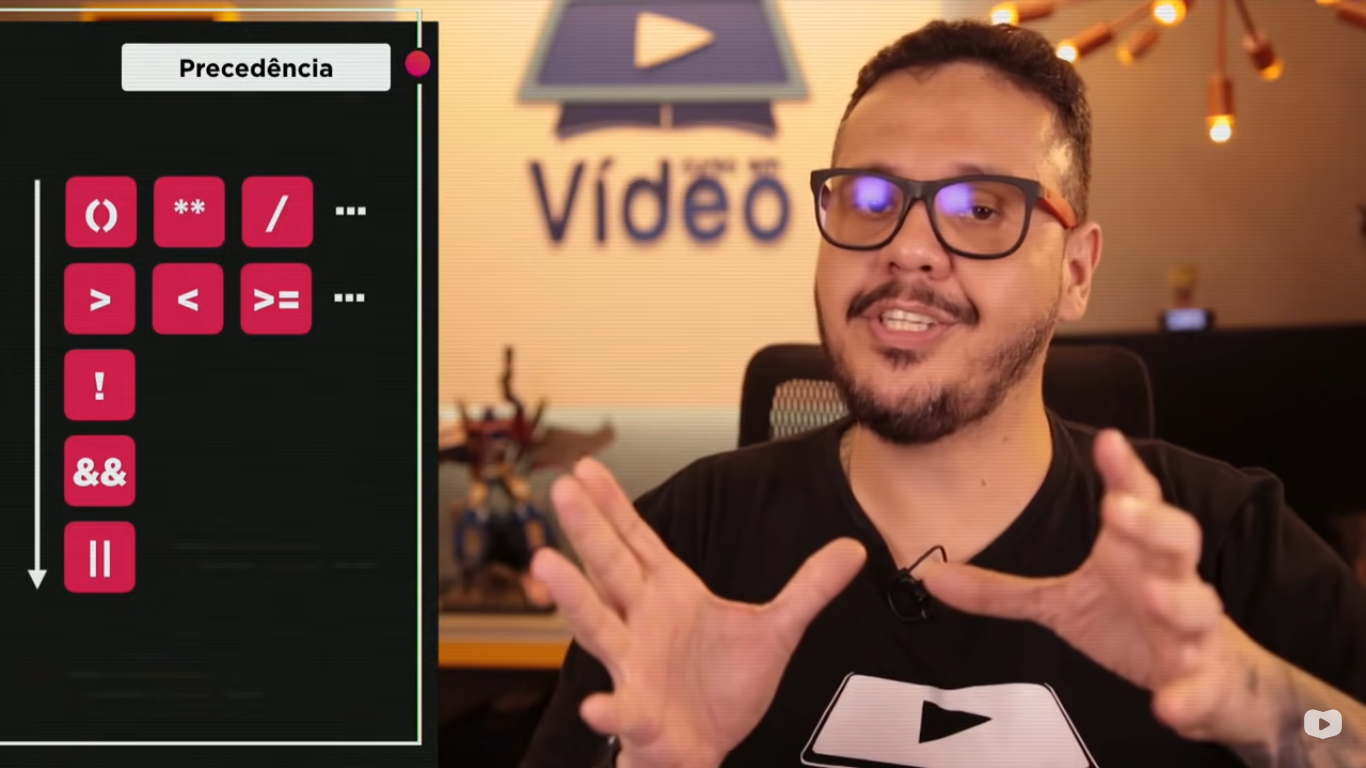 Precedência
() ** / ...
> < >= ...
!
&&
||
Vídeo